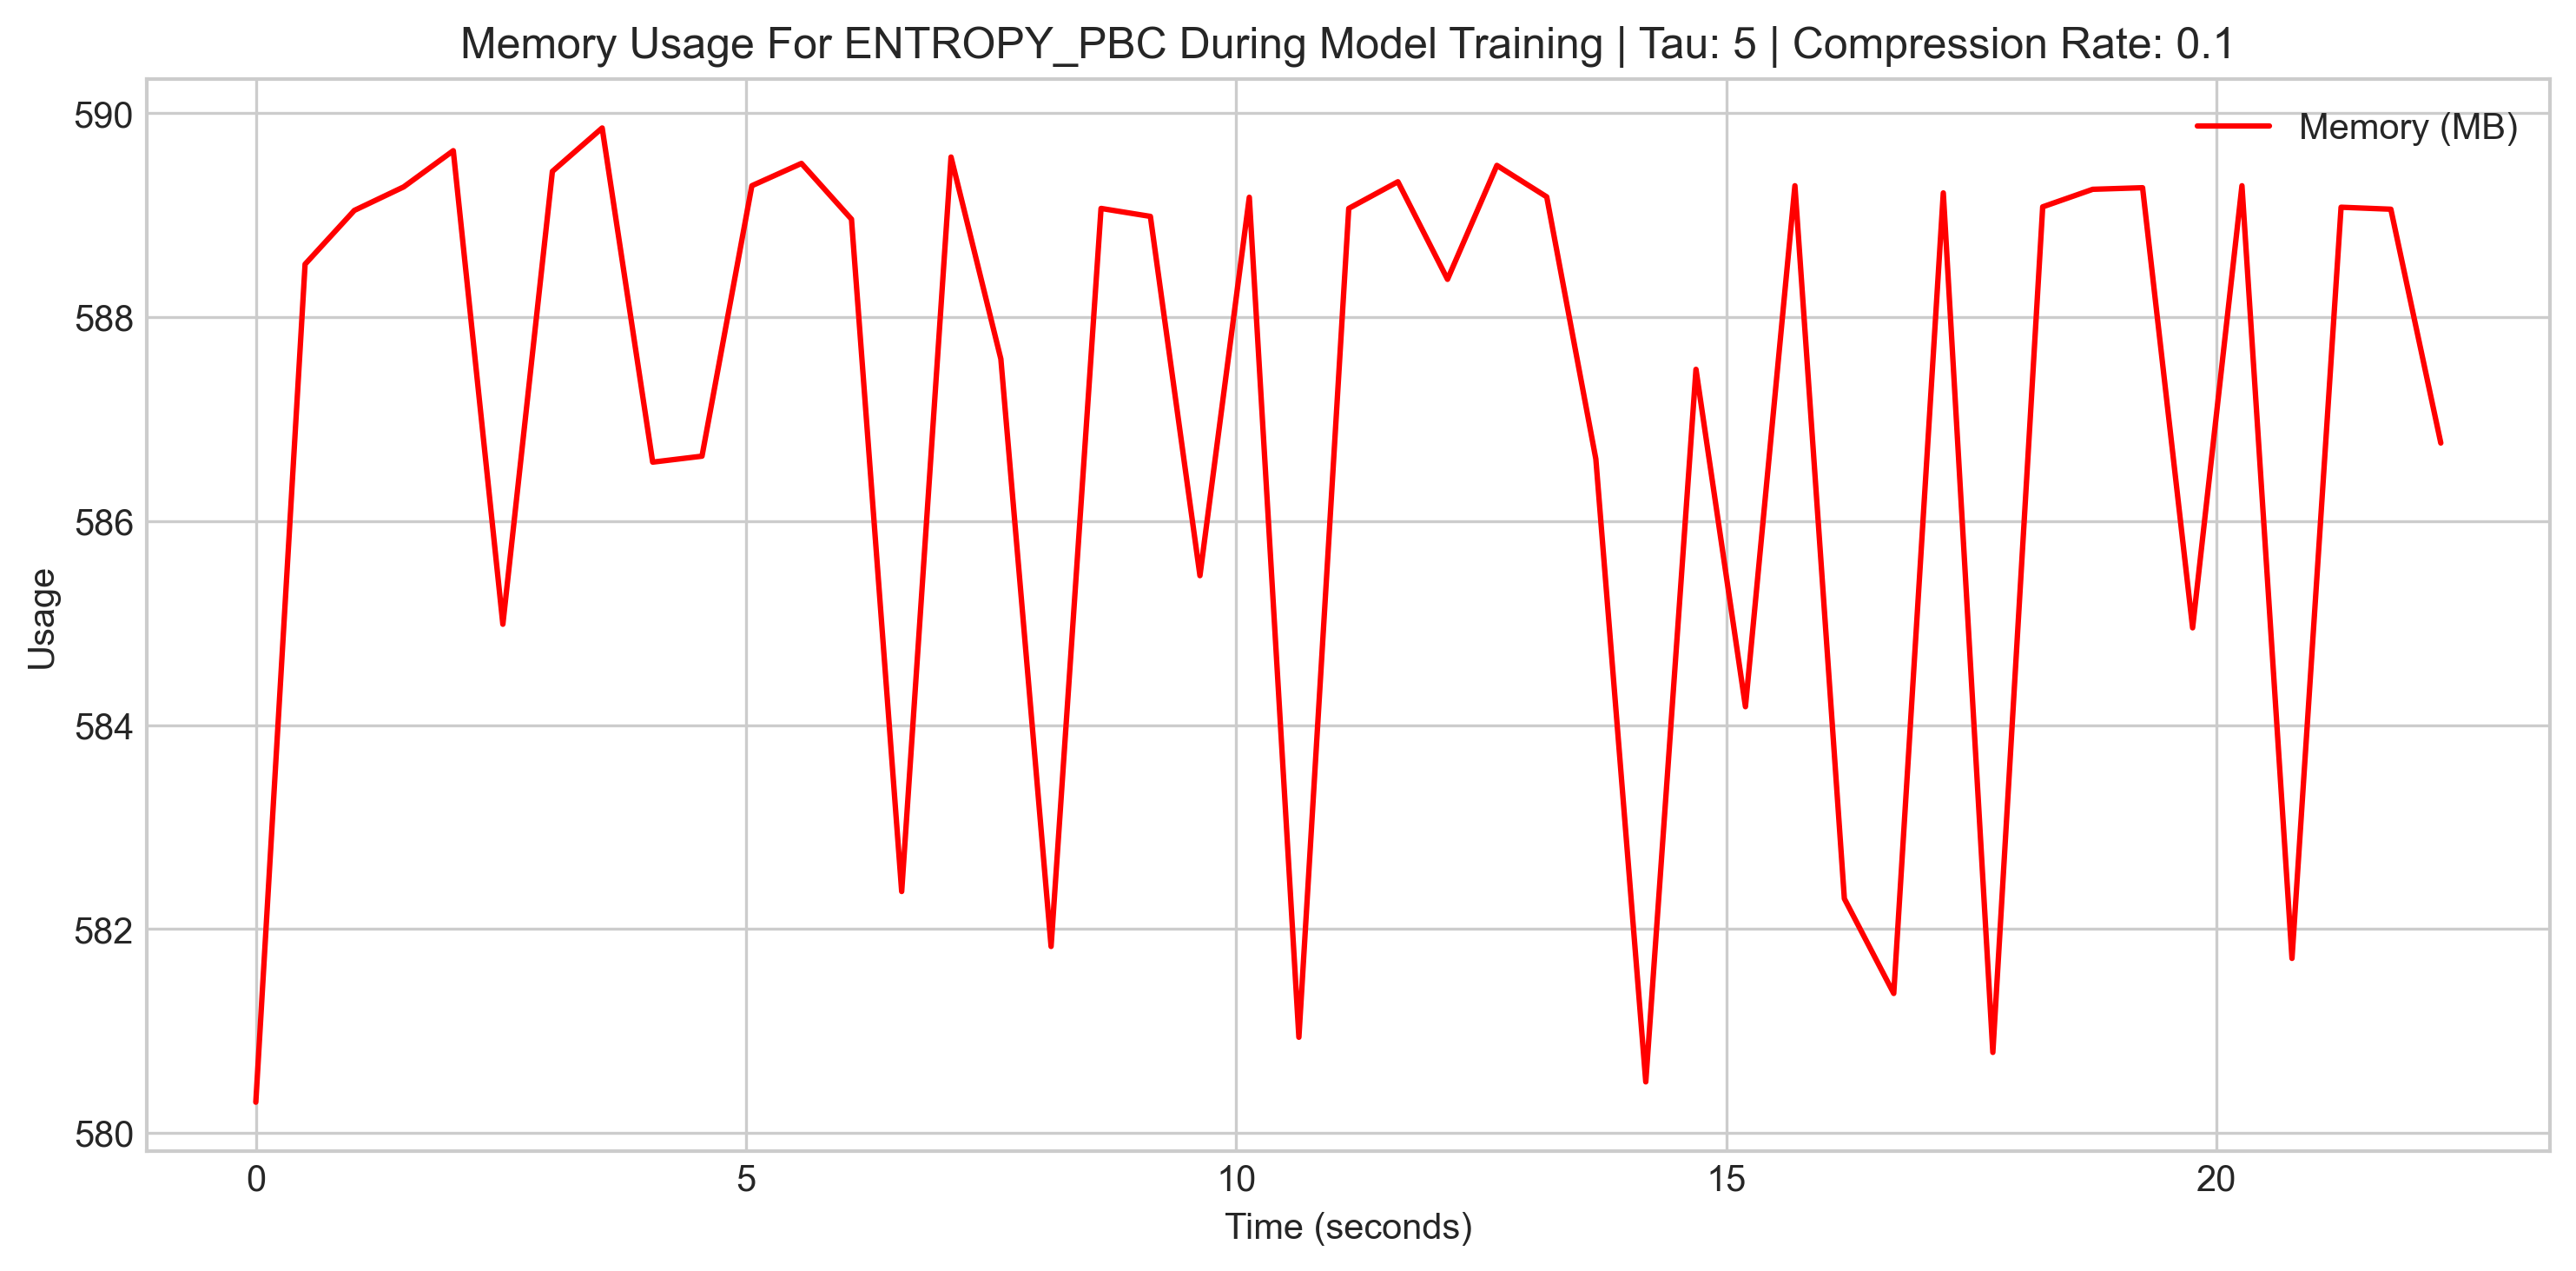 Memory Usage For ENTROPY_PBC During Model Training | Tau: 5 | Compression Rate: 0.1
590
Memory (MB)
588
586
Usage
584
582
580
0 5 10 15 20
Time (seconds)